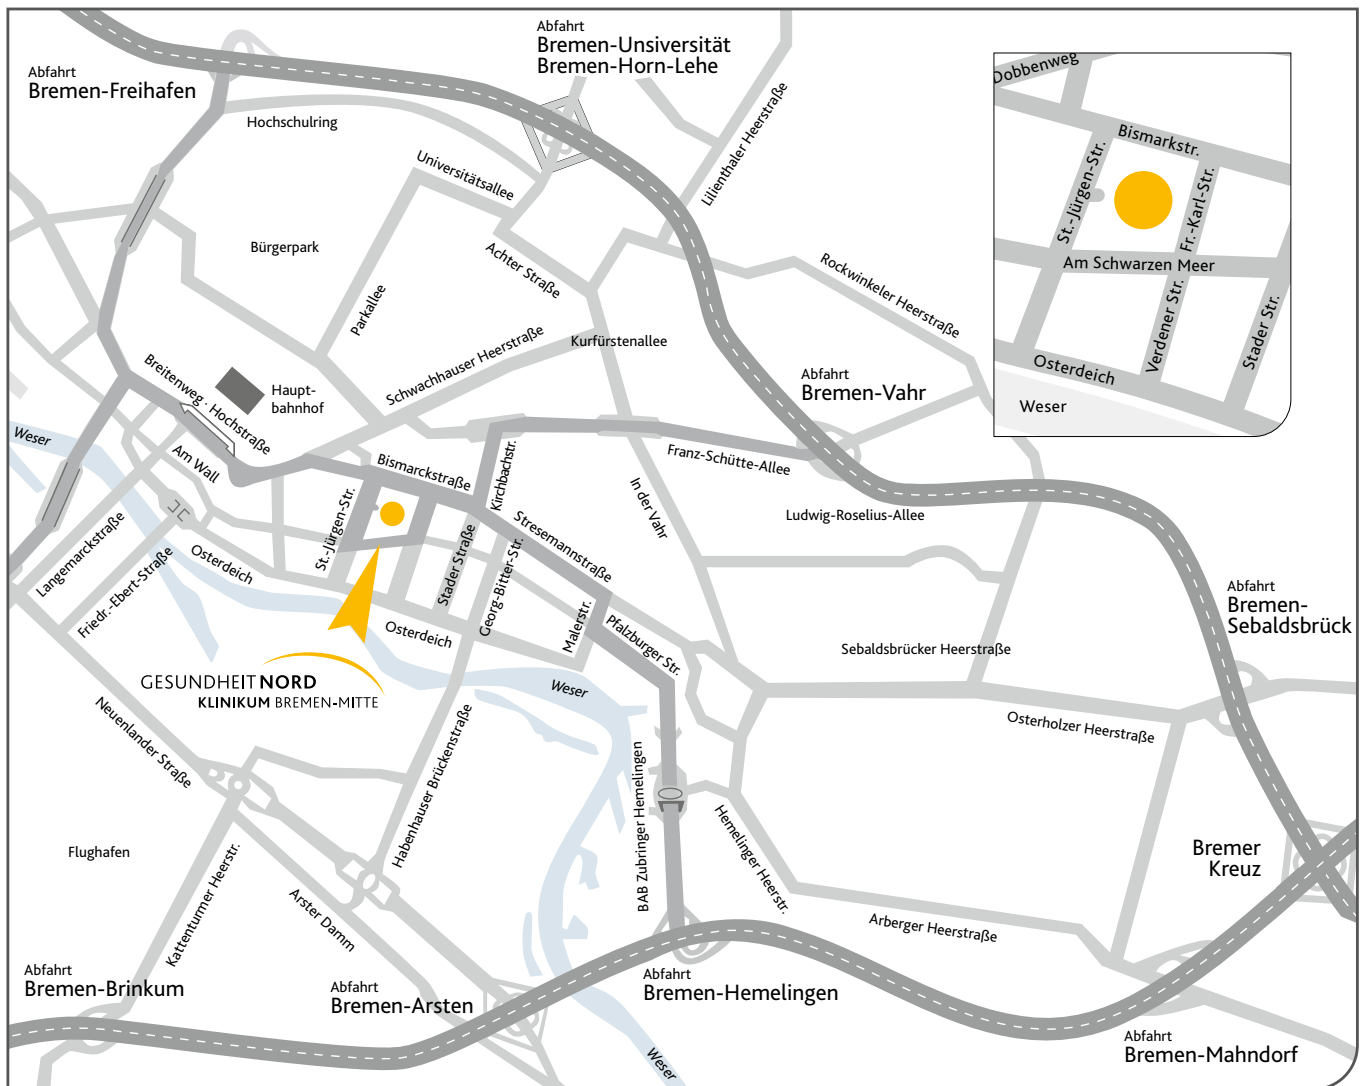 Abfahrt
Bremen-Unsiversität
Bremen-Horn-Lehe
Abfahrt
Bremen-Freihafen
Hochschulring
Universitätsallee
Lilienthaler Heerstraße
Bürgerpark
Achter Straße
Parkallee
Rockwinkeler Heerstraße
Schwachhauser Heerstraße
Kurfürstenallee
Breitenweg · Hochstraße
Haupt-
bahnhof
Abfahrt
Bremen-Vahr
Weser
Am Wall
Bismarckstraße
Kirchbachstr.
Franz-Schütte-Allee
In der Vahr
Ludwig-Roselius-Allee
St.-Jürgen-Str.
Stresemannstraße
Stader Straße
Georg-Bitter-Str.
Langemarckstraße
Friedr.-Ebert-Straße
Osterdeich
Osterdeich
Malerstr.
Pfalzburger Str.
Abfahrt
Bremen-
Sebaldsbrück
Sebaldsbrücker Heerstraße
GESUNDHEIT NORD
KLINIKUM BREMEN-MITTE
Weser
Neuenlander Straße
Osterholzer Heerstraße
Habenhauser Brückenstraße
BAB Zubringer Hemelingen
Hemelinger Heerstr.
Flughafen
Bremer
Kreuz
Kattenturmer Heerstr.
Arster Damm
Arberger Heerstraße
Abfahrt
Bremen-Brinkum
Abfahrt
Bremen-Arsten
Abfahrt
Bremen-Hemelingen
Abfahrt
Bremen-Mahndorf
Weser
Dobbenweg
Bismarkstr.
St.-Jürgen-Str.
Fr.-Karl-Str.
Am Schwarzen Meer
Verdener Str.
Stader Str.
Osterdeich
Weser